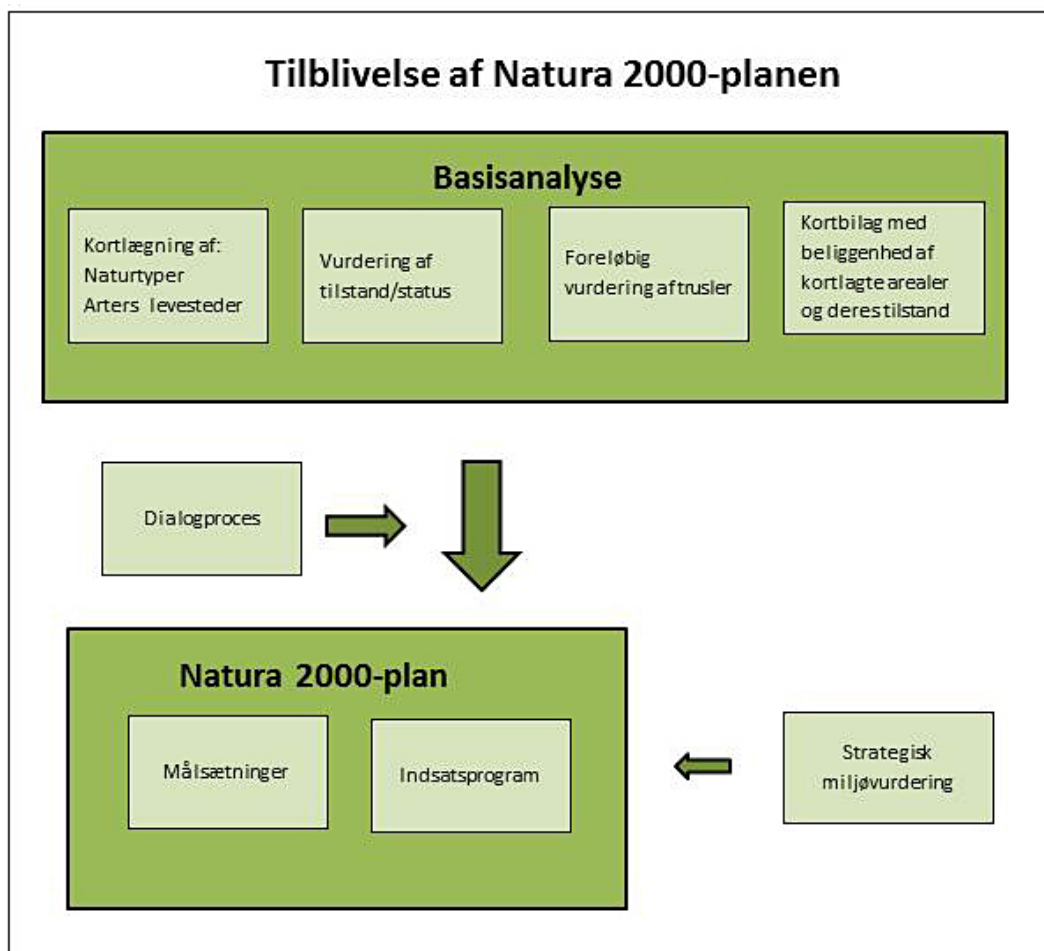 Tilblivelse af Natura 2000-planen
Basisanalyse
Kortlægning af:
Naturtyper
Arters levesteder
Vurdering af
tilstand/status
Foreløbig
vurdering af trusler
Kortbilag med
beliggenhed af
kortlagte arealer
og deres tilstand
Dialogproces
Natura 2000-plan
Målsætninger
Indsatsprogram
Strategisk
miljøvurdering